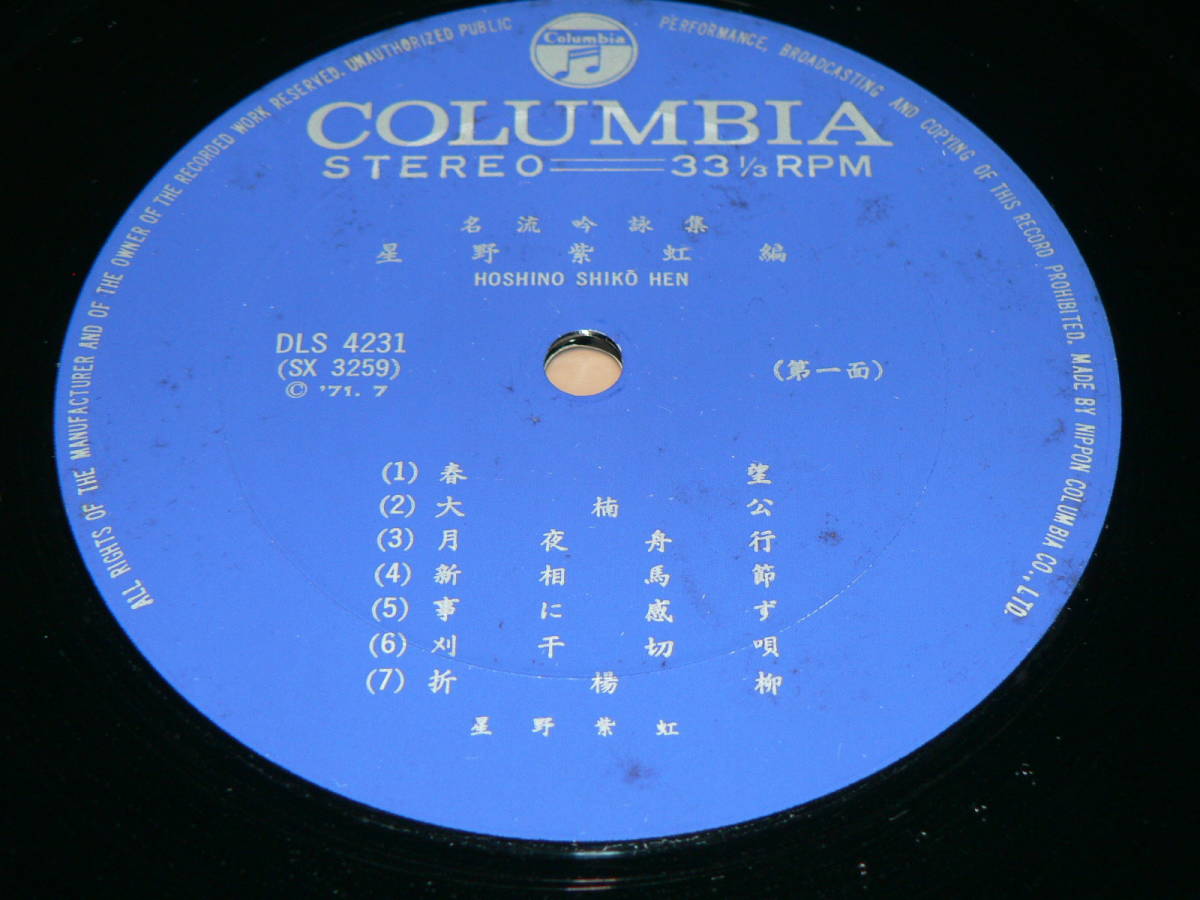 ALL RIGHTS OF THE MANUFACTURER AND OF THE OWNER OF THE RECORDED WORK RESERVED. UNAUTHORIZED PUBLIC PERFORMANCE, BROADCASTING AND COPYING OF THIS RECORD PROHIBITED. MADE BY NIPPON COLUMBIA CO., LTD.
Columbia
COLUMBIA
STEREO 33 1/3 RPM
名流吟詠集
星野紫虹編
HOSHINO SHIKŌ HEN
DLS 4231
(SX 3259)
© '71. 7
(第一面)
(1) 春望
(2) 大楠公
(3) 月夜舟行
(4) 新相馬節
(5) 事に感ず
(6) 刈干切唄
(7) 折楊柳
星野紫虹